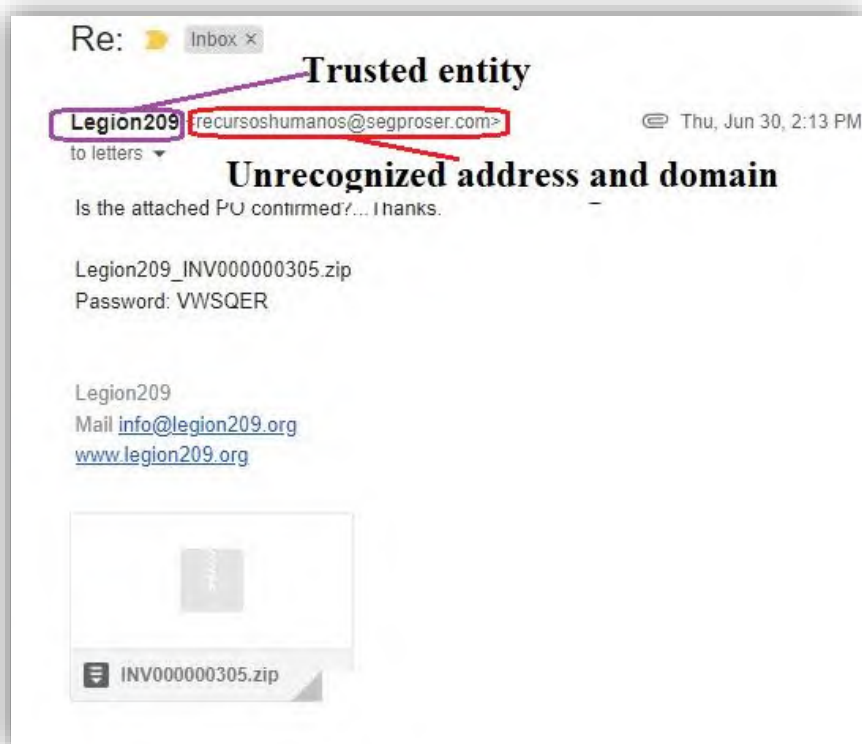 Re: Inbox ×
Trusted entity
Legion209 <recursoshumanos@segproser.com> Thu, Jun 30, 2:13 PM
to letters
Unrecognized address and domain
Is the attached PO confirmed?... Thanks.
Legion209_INV000000305.zip
Password: VWSQER
Legion209
Mail info@legion209.org
www.legion209.org
INV000000305.zip